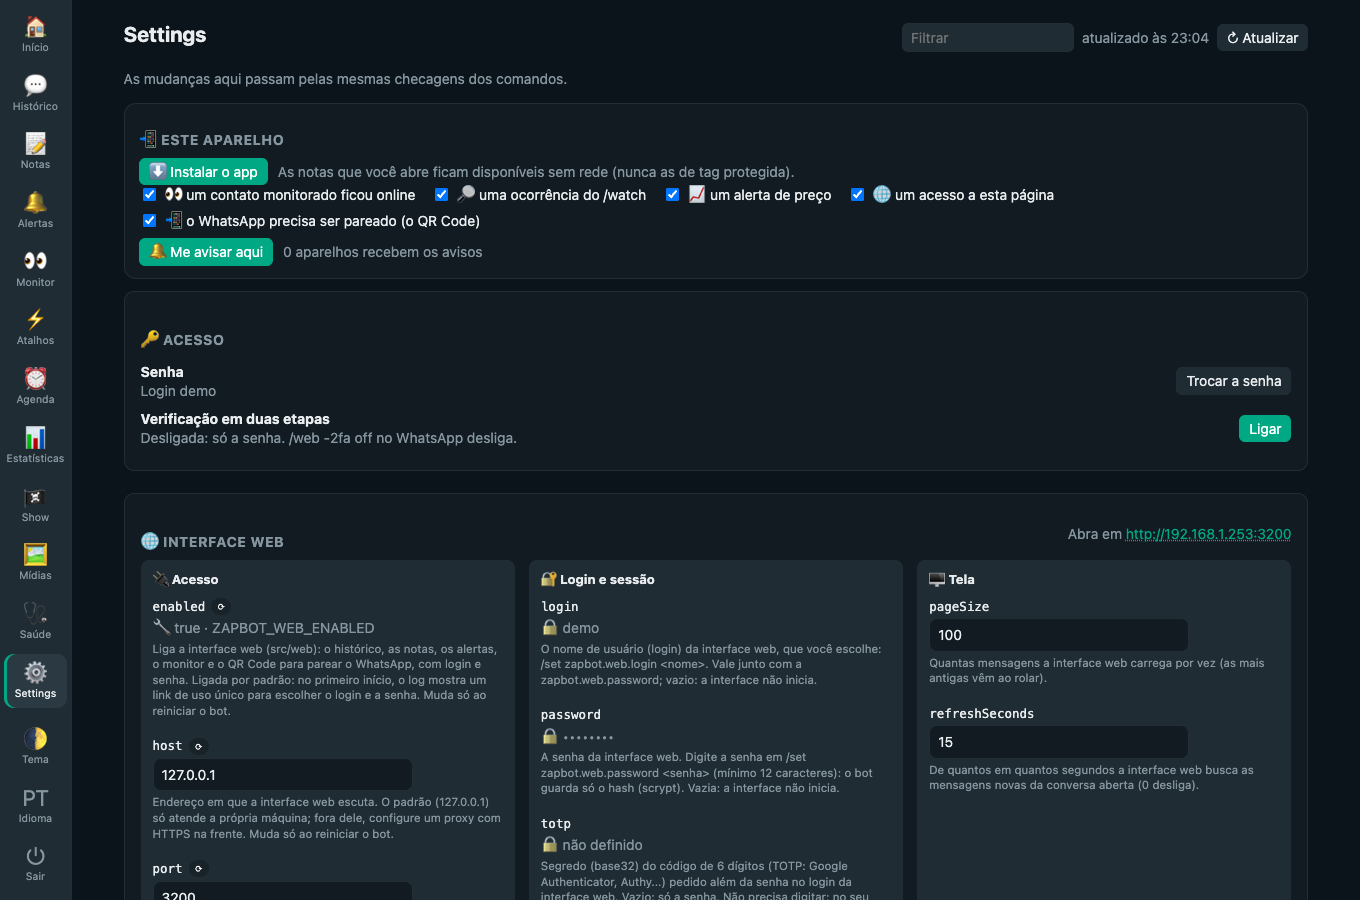 Início
Histórico
Notas
Alertas
Monitor
Atalhos
Agenda
Estatísticas
Show
Mídias
Saúde
Settings
Tema
PT
Idioma
Sair
Settings
Filtrar
atualizado às 23:04
Atualizar
As mudanças aqui passam pelas mesmas checagens dos comandos.
ESTE APARELHO
Instalar o app
As notas que você abre ficam disponíveis sem rede (nunca as de tag protegida).
um contato monitorado ficou online
uma ocorrência do /watch
um alerta de preço
um acesso a esta página
o WhatsApp precisa ser pareado (o QR Code)
Me avisar aqui
0 aparelhos recebem os avisos
ACESSO
Senha
Login demo
Trocar a senha
Verificação em duas etapas
Desligada: só a senha. /web -2fa off no WhatsApp desliga.
Ligar
INTERFACE WEB
Abra em http://192.168.1.253:3200
Acesso
enabled
true · ZAPBOT_WEB_ENABLED
Liga a interface web (src/web): o histórico, as notas, os alertas,
o monitor e o QR Code para parear o WhatsApp, com login e
senha. Ligada por padrão: no primeiro início, o log mostra um
link de uso único para escolher o login e a senha. Muda só ao
reiniciar o bot.
host
127.0.0.1
Endereço em que a interface web escuta. O padrão (127.0.0.1)
só atende a própria máquina; fora dele, configure um proxy com
HTTPS na frente. Muda só ao reiniciar o bot.
port
3200
Login e sessão
login
demo
O nome de usuário (login) da interface web, que você escolhe:
/set zapbot.web.login <nome>. Vale junto com a
zapbot.web.password; vazio: a interface não inicia.
password
••••••••
A senha da interface web. Digite a senha em /set
zapbot.web.password <senha> (mínimo 12 caracteres): o bot
guarda só o hash (scrypt). Vazia: a interface não inicia.
totp
não definido
Segredo (base32) do código de 6 dígitos (TOTP: Google
Authenticator, Authy...) pedido além da senha no login da
interface web. Vazio: só a senha. Não precisa digitar: no seu
Tela
pageSize
100
Quantas mensagens a interface web carrega por vez (as mais
antigas vêm ao rolar).
refreshSeconds
15
De quantos em quantos segundos a interface web busca as
mensagens novas da conversa aberta (0 desliga).